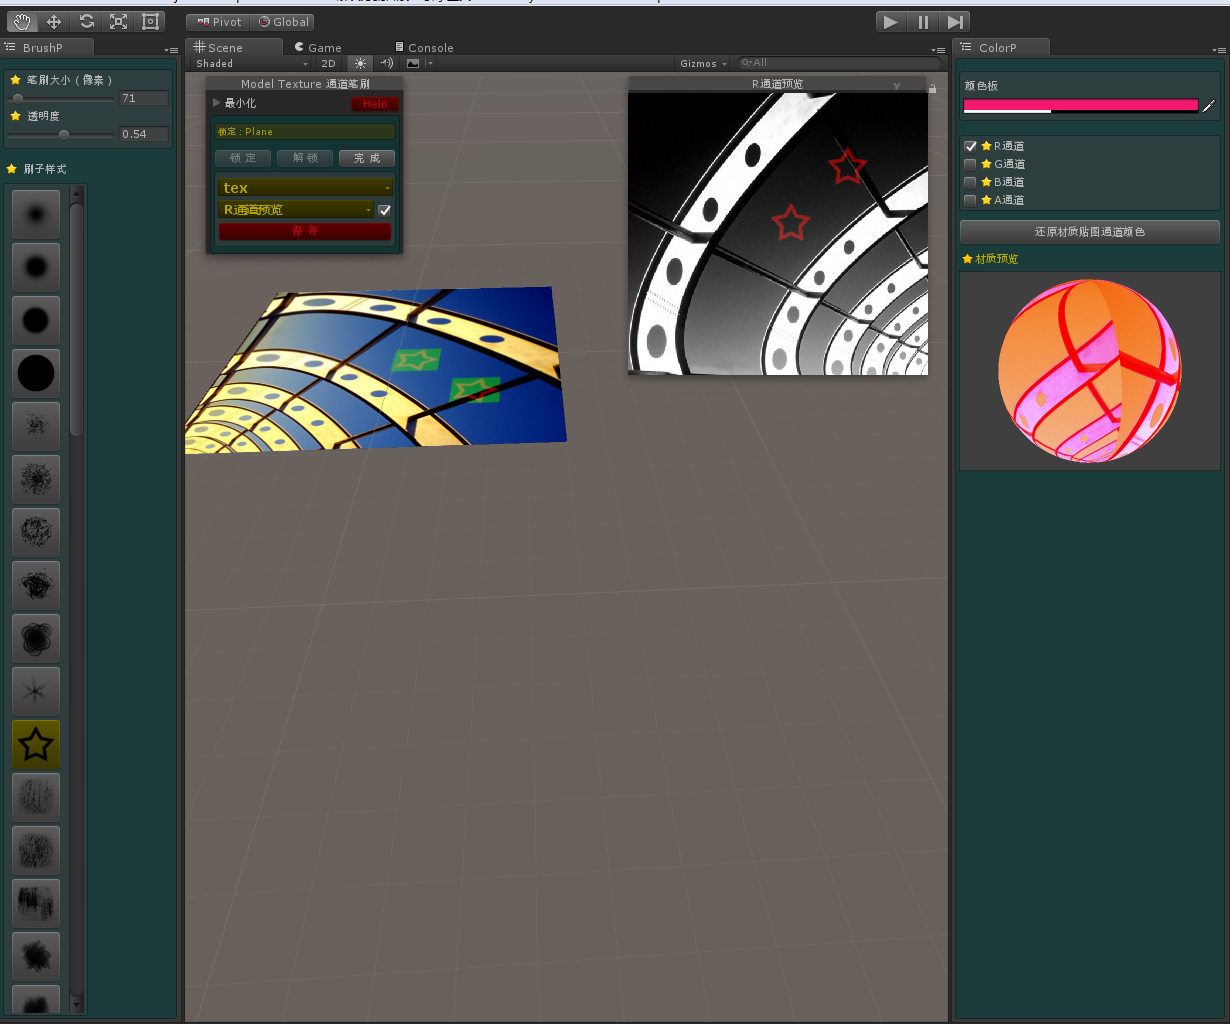 Pivot Global
BrushP
Scene Game Console
ColorP
Shaded 2D Gizmos All
笔刷大小（像素）
71
透明度
0.54
刷子样式
Model Texture 通道笔刷
最小化 Help
锁定：Plane
锁 定 解 锁 完 成
tex
R通道预览
保 存
R通道预览
y
颜色板
R通道
G通道
B通道
A通道
还原材质贴图通道颜色
材质预览